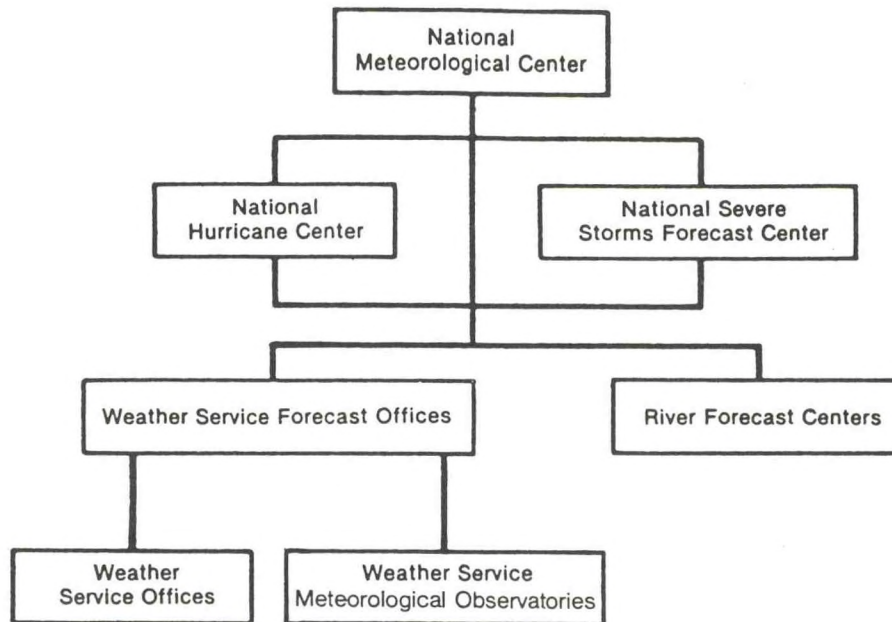 National
Meteorological Center
National
Hurricane Center
National Severe
Storms Forecast Center
Weather Service Forecast Offices
River Forecast Centers
Weather
Service Offices
Weather Service
Meteorological Observatories